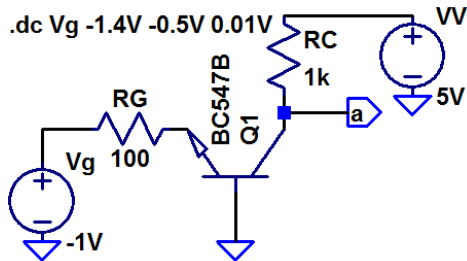 .dc Vg -1.4V -0.5V 0.01V
VV
RC
1k
5V
RG
100
BC547B
Q1
a
Vg
-1V